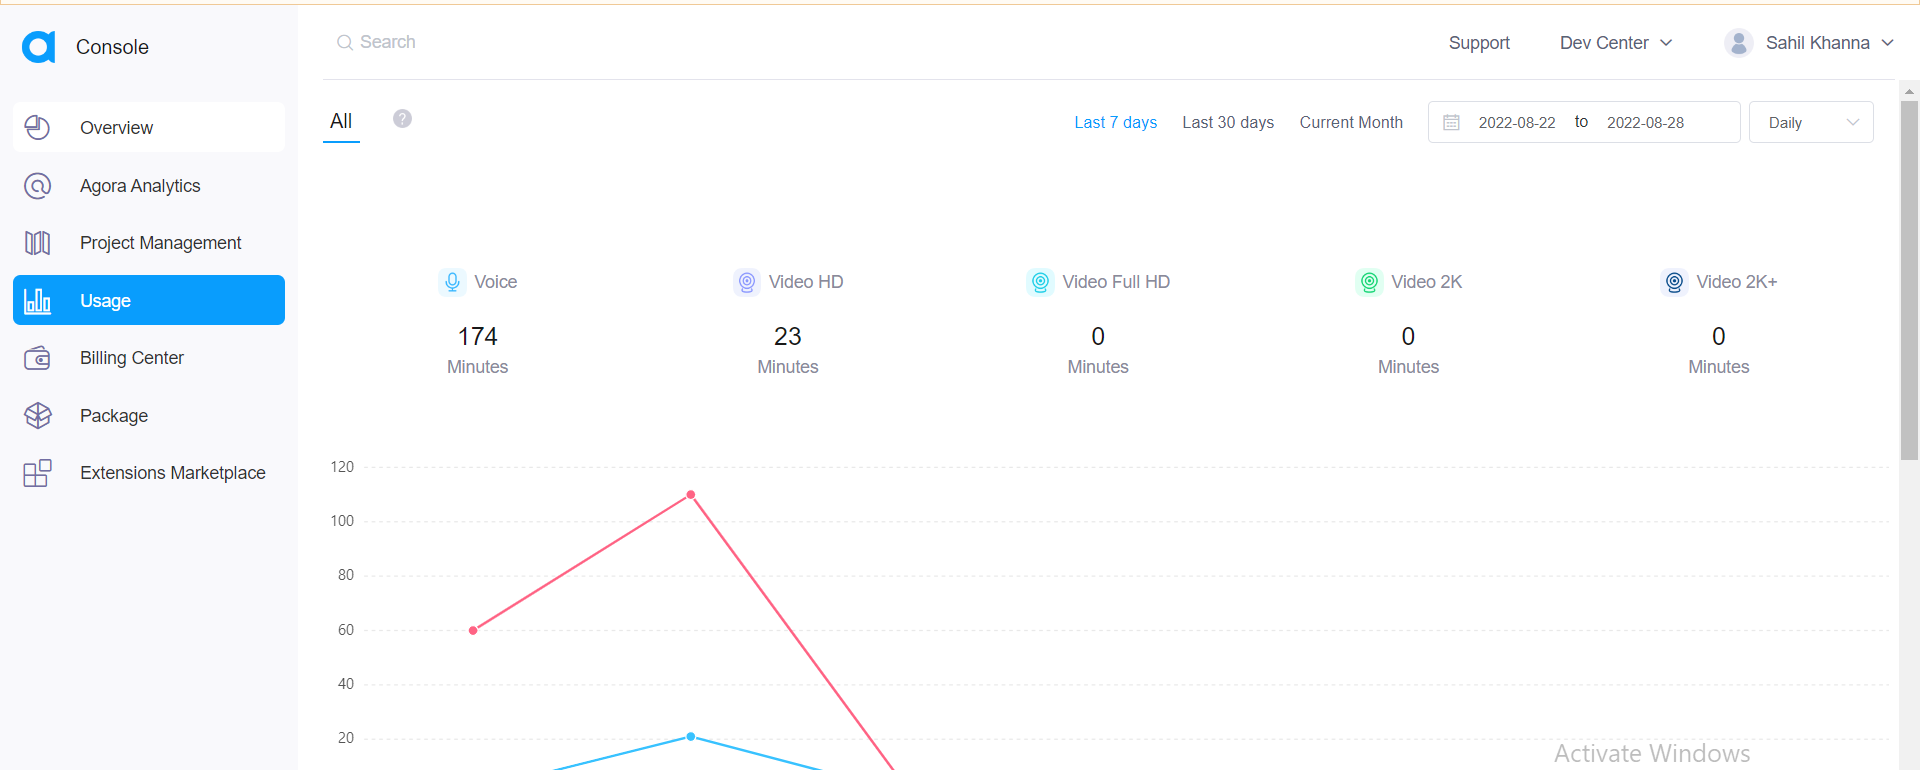 Console
Search
Support
Dev Center
Sahil Khanna
Overview
Agora Analytics
Project Management
Usage
Billing Center
Package
Extensions Marketplace
All
?
Last 7 days
Last 30 days
Current Month
2022-08-22 to 2022-08-28
Daily
Voice
174
Minutes
Video HD
23
Minutes
Video Full HD
0
Minutes
Video 2K
0
Minutes
Video 2K+
0
Minutes
120
100
80
60
40
20
Activate Windows